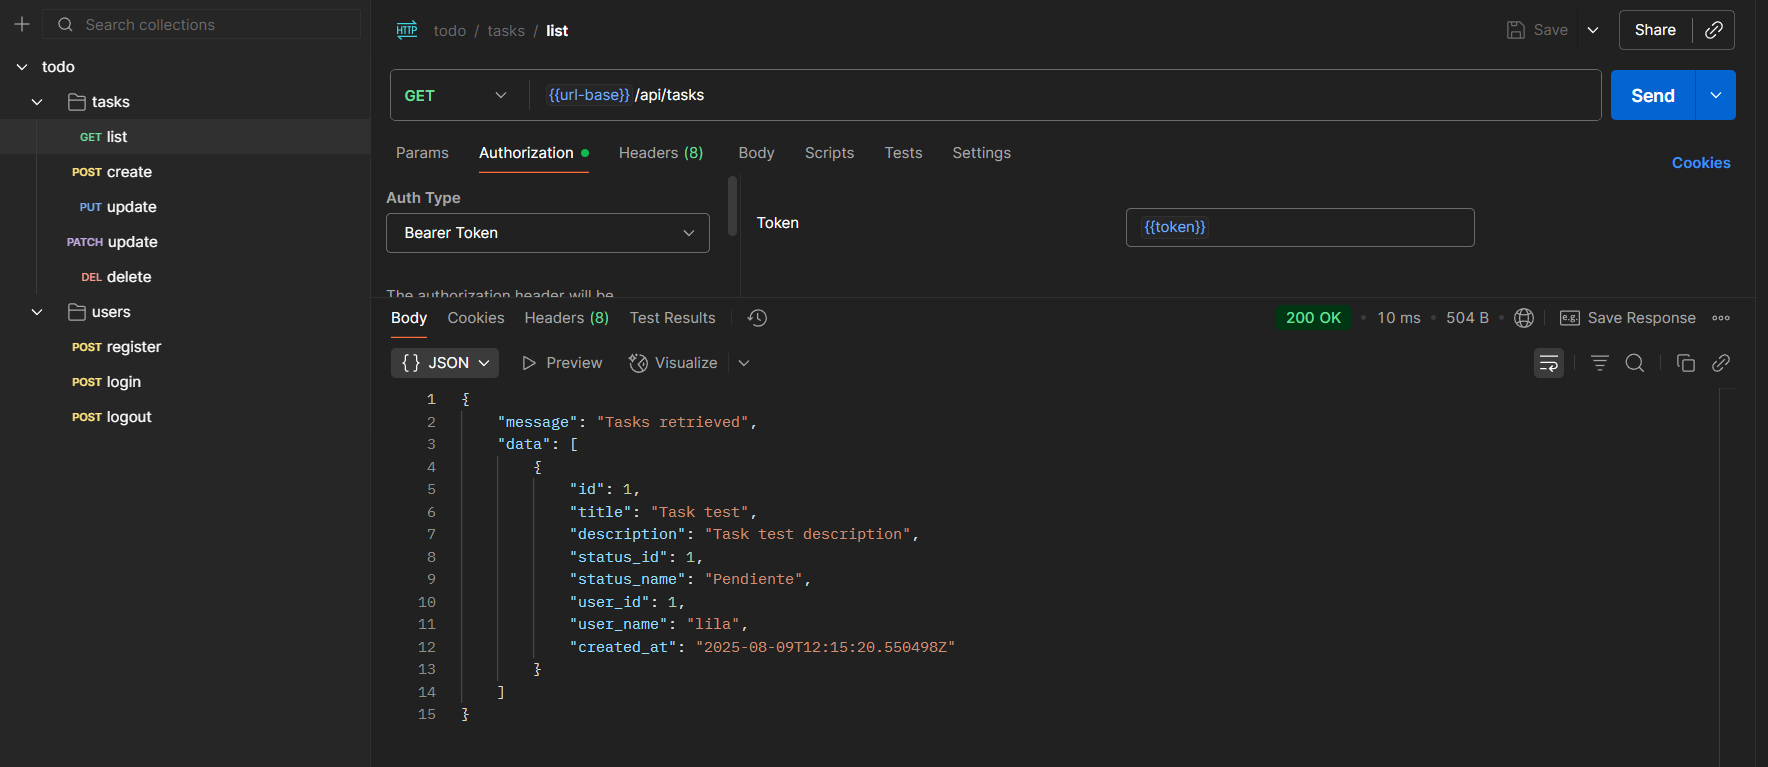 Search collections
todo
tasks
GET list
POST create
PUT update
PATCH update
DEL delete
users
POST register
POST login
POST logout
HTTP todo / tasks / list
Save
Share
GET {{url-base}} /api/tasks
Send
Params Authorization Headers (8) Body Scripts Tests Settings
Cookies
Auth Type
Bearer Token
The authorization header will be
Token {{token}}
Body Cookies Headers (8) Test Results
200 OK • 10 ms • 504 B • e.g. Save Response
{ } JSON Preview Visualize
1 {
2 "message": "Tasks retrieved",
3 "data": [
4 {
5 "id": 1,
6 "title": "Task test",
7 "description": "Task test description",
8 "status_id": 1,
9 "status_name": "Pendiente",
10 "user_id": 1,
11 "user_name": "lila",
12 "created_at": "2025-08-09T12:15:20.550498Z"
13 }
14 ]
15 }